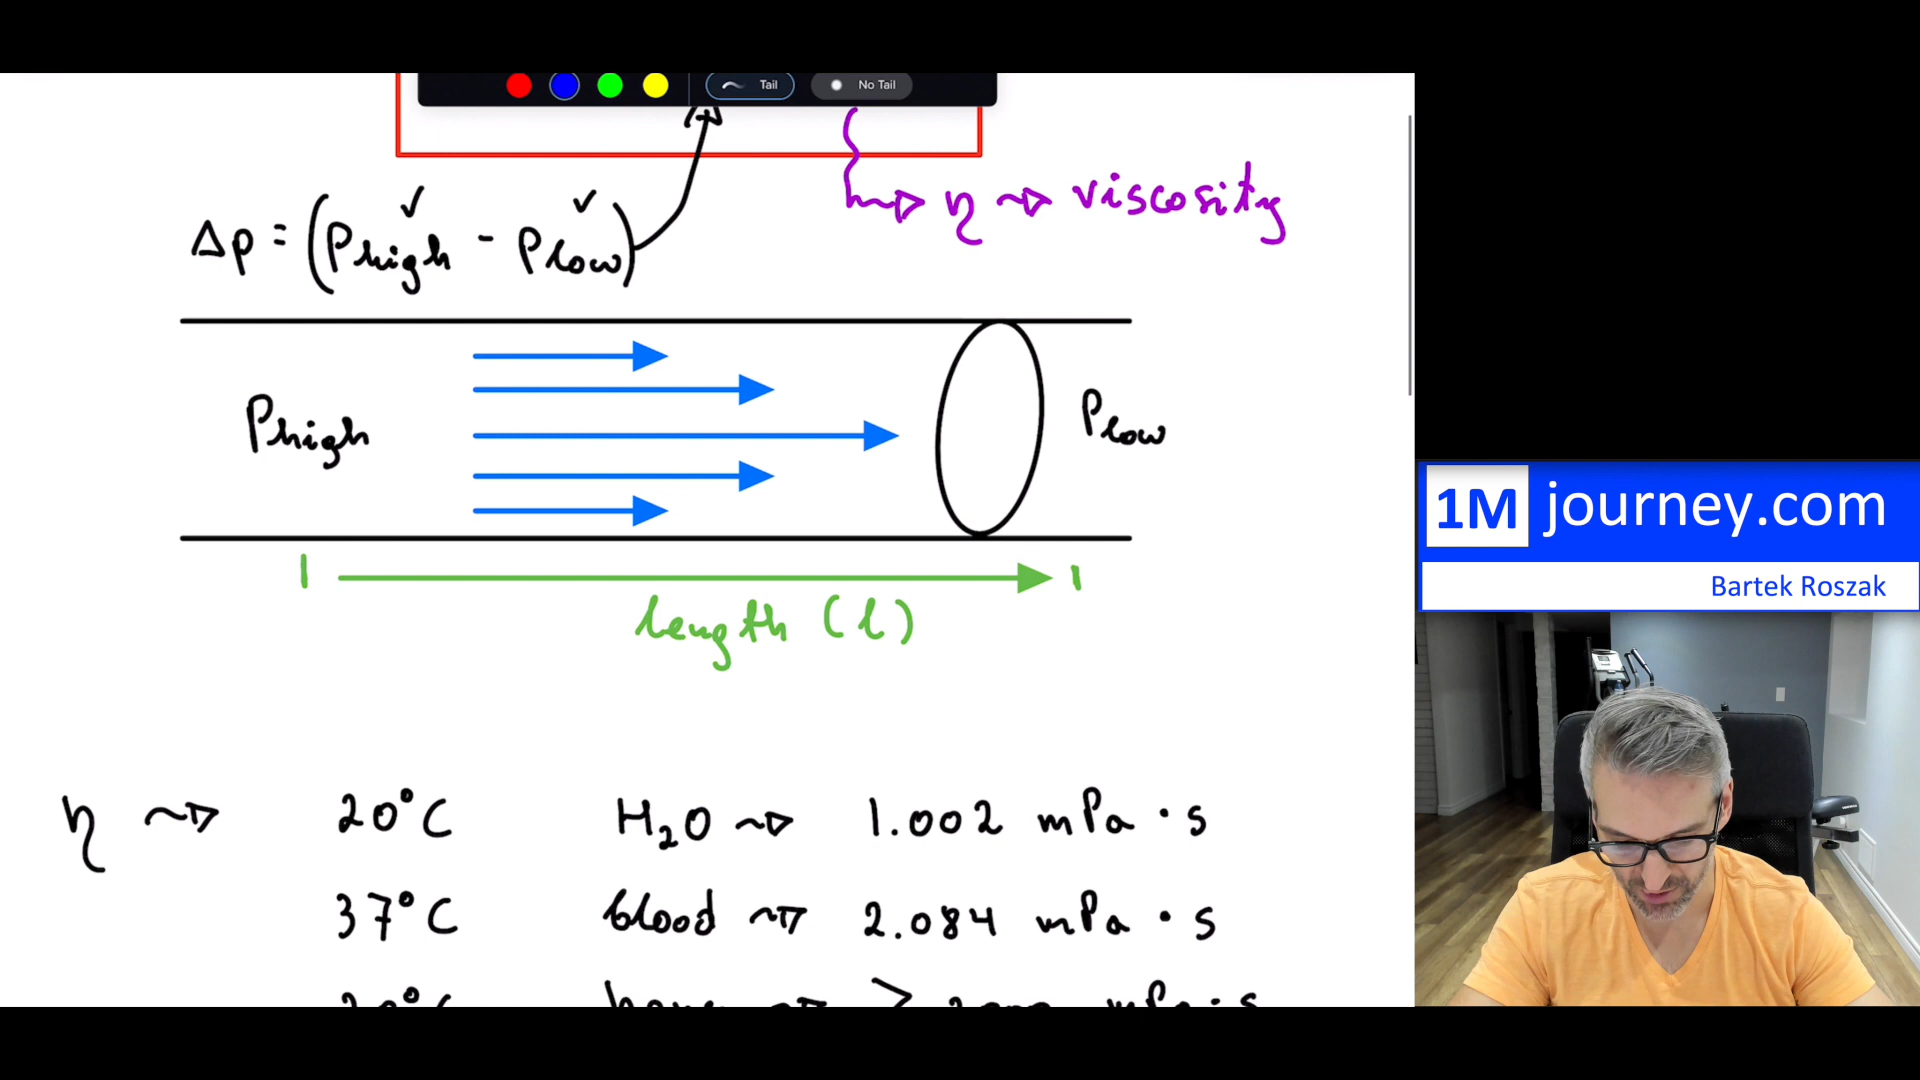 Tail No Tail
η ⇝ viscosity
Δp = (Phigh - Plow)
Phigh
Plow
length (l)
η ⇝ 20°C H₂O ⇝ 1.002 mPa · s
37°C blood ⇝ 2.084 mPa · s
1M journey.com
Bartek Roszak